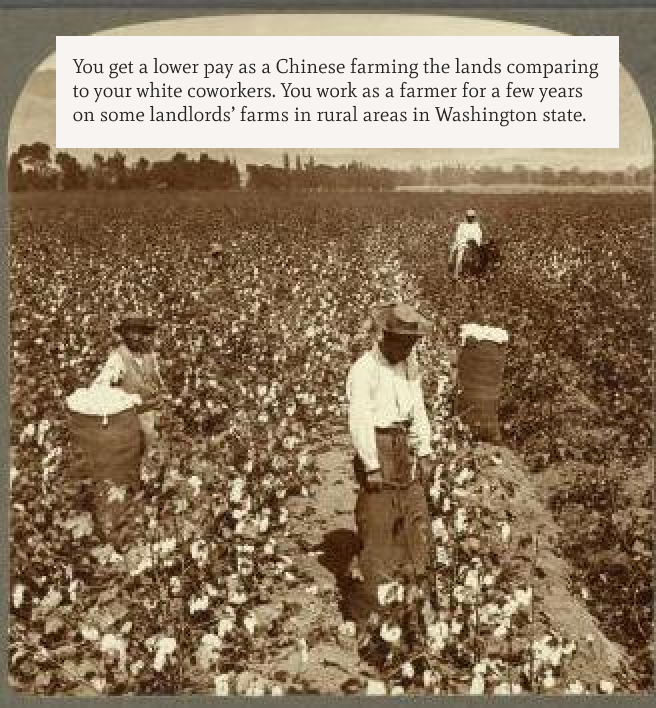 You get a lower pay as a Chinese farming the lands comparing
to your white coworkers. You work as a farmer for a few years
on some landlords’ farms in rural areas in Washington state.